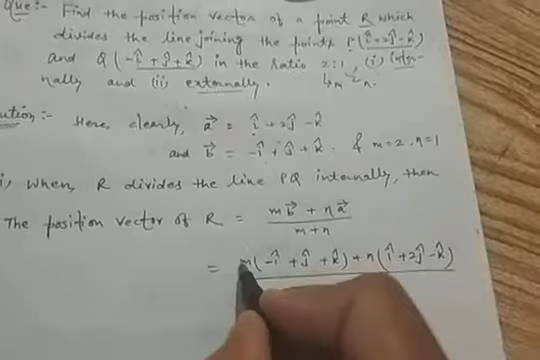 Que:- Find the position vector of a point R which
divides the line joining the points P(î+2ĵ-k̂)
and Q(-î+ĵ+k̂) in the ratio 2:1, (i) inter-
nally and (ii) externally. ↳m ↳n.
Solution:- Here, clearly, a⃗ = î+2ĵ-k̂
and b⃗ = -î+ĵ+k̂. & m=2, n=1
i, When, R divides the line PQ internally, then
The position vector of R = (m b⃗ + n a⃗)/(m+n)
= m(-î+ĵ+k̂)+n(î+2ĵ-k̂)